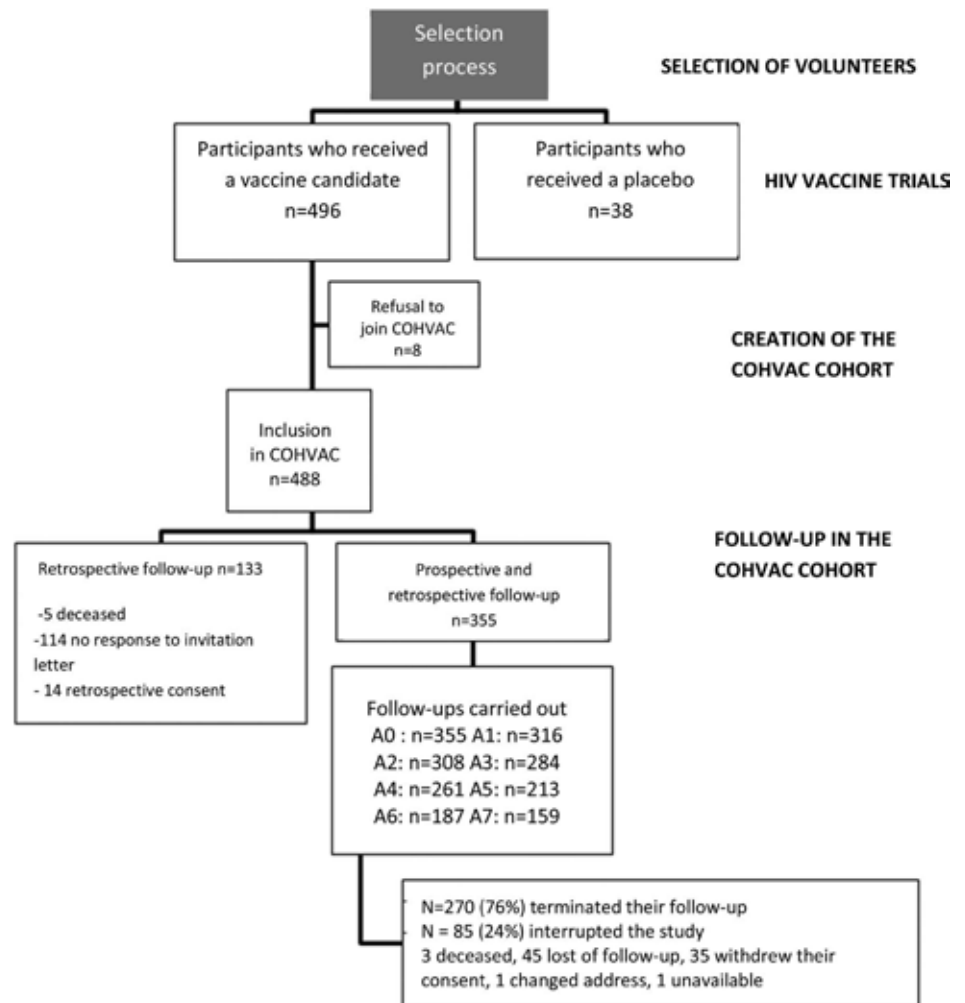 Selection
process
SELECTION OF VOLUNTEERS
Participants who received
a vaccine candidate
n=496
Participants who
received a placebo
n=38
HIV VACCINE TRIALS
Refusal to
join COHVAC
n=8
CREATION OF THE
COHVAC COHORT
Inclusion
in COHVAC
n=488
FOLLOW-UP IN THE
COHVAC COHORT
Retrospective follow-up n=133
-5 deceased
-114 no response to invitation
letter
- 14 retrospective consent
Prospective and
retrospective follow-up
n=355
Follow-ups carried out
A0 : n=355 A1: n=316
A2: n=308 A3: n=284
A4: n=261 A5: n=213
A6: n=187 A7: n=159
N=270 (76%) terminated their follow-up
N = 85 (24%) interrupted the study
3 deceased, 45 lost of follow-up, 35 withdrew their
consent, 1 changed address, 1 unavailable